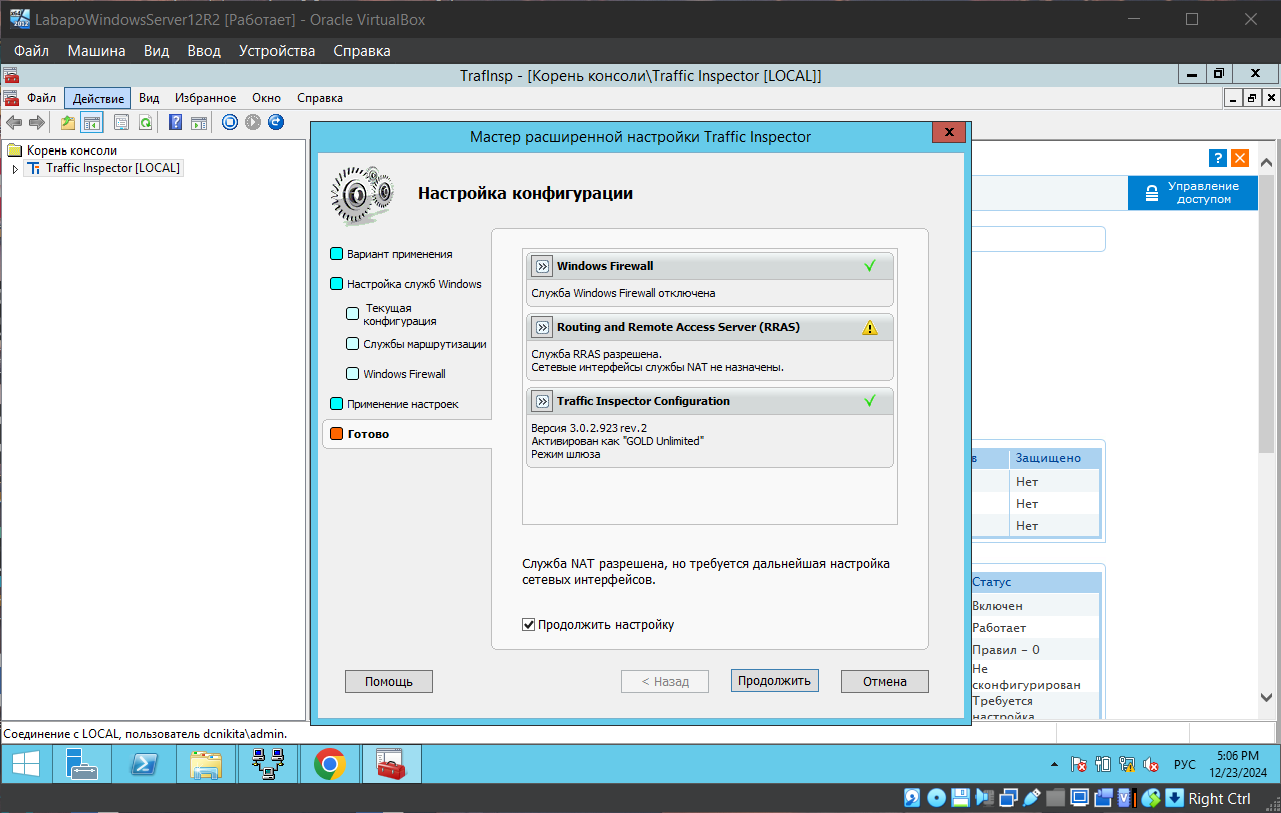 LabapoWindowsServer12R2 [Работает] - Oracle VirtualBox
Файл Машина Вид Ввод Устройства Справка
TrafInsp - [Корень консоли\Traffic Inspector [LOCAL]]
Файл Действие Вид Избранное Окно Справка
Корень консоли
Traffic Inspector [LOCAL]
Мастер расширенной настройки Traffic Inspector
Настройка конфигурации
Вариант применения
Настройка служб Windows
Текущая
конфигурация
Службы маршрутизации
Windows Firewall
Применение настроек
Готово
Windows Firewall
Служба Windows Firewall отключена
Routing and Remote Access Server (RRAS)
Служба RRAS разрешена.
Сетевые интерфейсы службы NAT не назначены.
Traffic Inspector Configuration
Версия 3.0.2.923 rev.2
Активирован как "GOLD Unlimited"
Режим шлюза
Служба NAT разрешена, но требуется дальнейшая настройка
сетевых интерфейсов.
Продолжить настройку
Помощь < Назад Продолжить Отмена
Управление
доступом
в Защищено
Нет
Нет
Нет
Статус
Включен
Работает
Правил - 0
Не
сконфигурирован
Требуется
настройка
Соединение с LOCAL, пользователь dcnikita\admin.
РУС
5:06 PM
12/23/2024
Right Ctrl